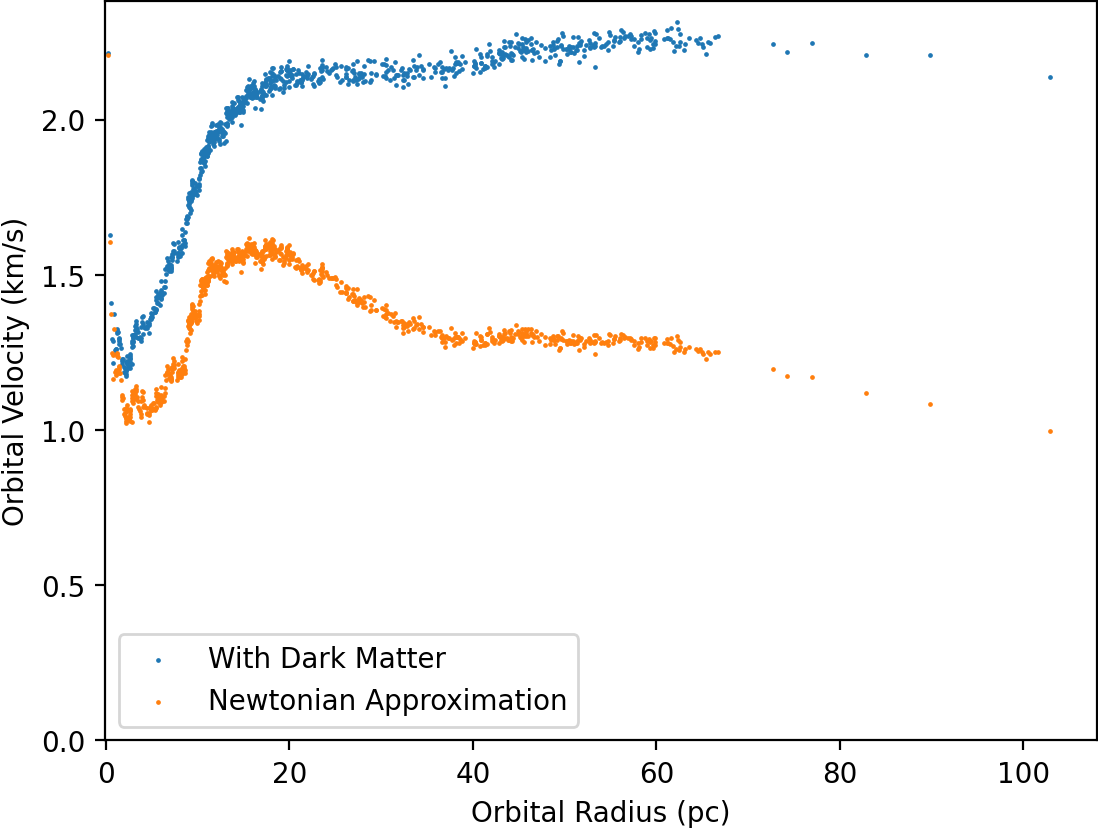 Orbital Velocity (km/s)
2.0
1.5
1.0
0.5
0.0
With Dark Matter
Newtonian Approximation
0 20 40 60 80 100
Orbital Radius (pc)